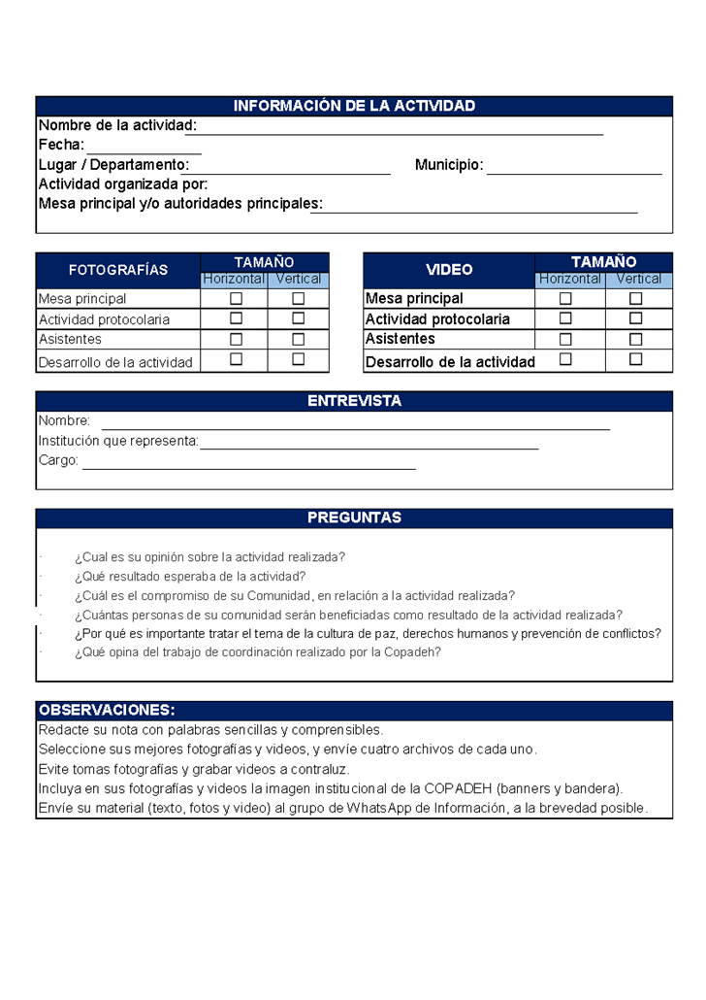 INFORMACIÓN DE LA ACTIVIDAD
Nombre de la actividad:
Fecha:
Lugar / Departamento: Municipio:
Actividad organizada por:
Mesa principal y/o autoridades principales:
FOTOGRAFÍAS TAMAÑO
Horizontal Vertical
Mesa principal
Actividad protocolaria
Asistentes
Desarrollo de la actividad
VIDEO TAMAÑO
Horizontal Vertical
Mesa principal
Actividad protocolaria
Asistentes
Desarrollo de la actividad
ENTREVISTA
Nombre:
Institución que representa:
Cargo:
PREGUNTAS
· ¿Cual es su opinión sobre la actividad realizada?
· ¿Qué resultado esperaba de la actividad?
· ¿Cuál es el compromiso de su Comunidad, en relación a la actividad realizada?
· ¿Cuántas personas de su comunidad serán beneficiadas como resultado de la actividad realizada?
· ¿Por qué es importante tratar el tema de la cultura de paz, derechos humanos y prevención de conflictos?
· ¿Qué opina del trabajo de coordinación realizado por la Copadeh?
OBSERVACIONES:
Redacte su nota con palabras sencillas y comprensibles.
Seleccione sus mejores fotografías y videos, y envíe cuatro archivos de cada uno.
Evite tomas fotografías y grabar videos a contraluz.
Incluya en sus fotografías y videos la imagen institucional de la COPADEH (banners y bandera).
Envíe su material (texto, fotos y video) al grupo de WhatsApp de Información, a la brevedad posible.